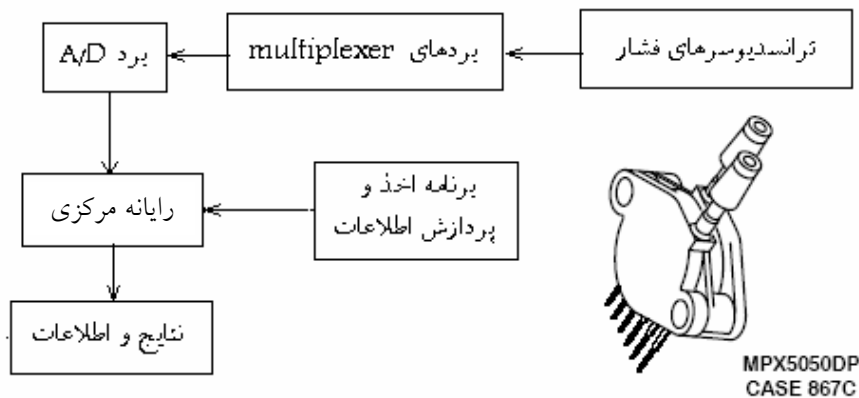 ترانسدیوسرهای فشار
بردهای multiplexer
برد A/D
رایانه مرکزی
برنامه اخذ و
پردازش اطلاعات
نتایج و اطلاعات
MPX5050DP
CASE 867C